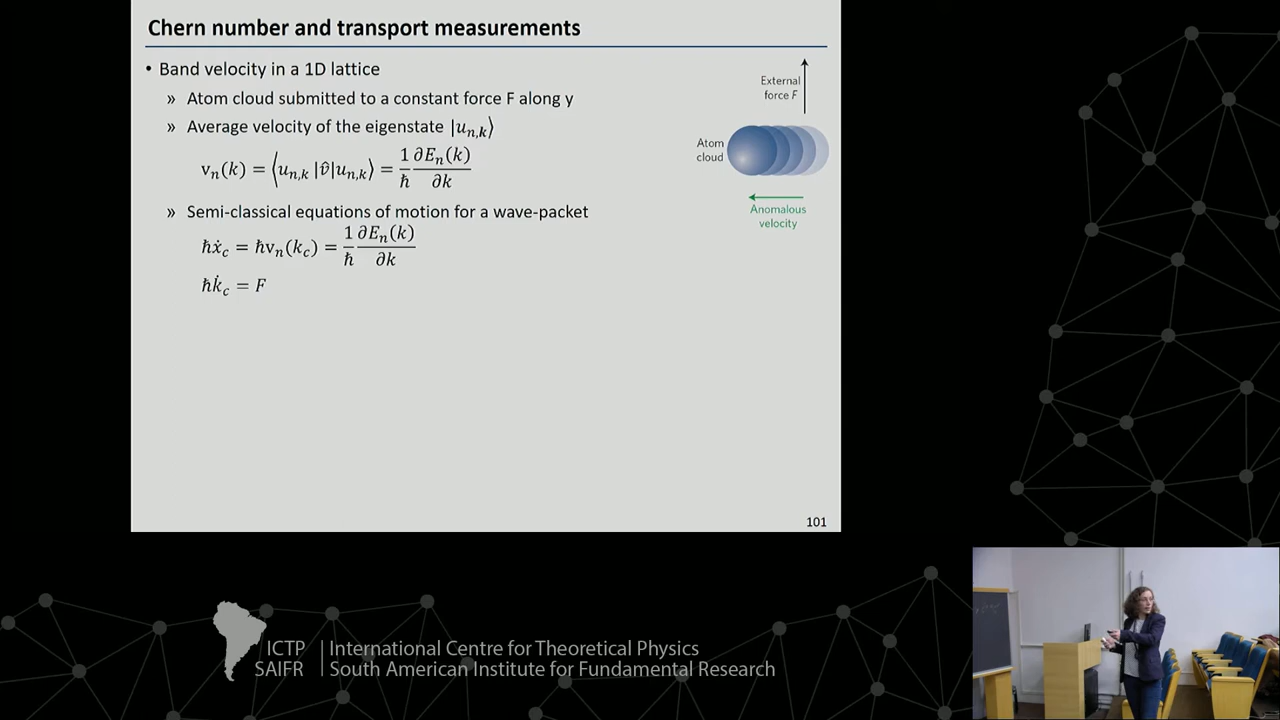 Chern number and transport measurements
• Band velocity in a 1D lattice
» Atom cloud submitted to a constant force F along y
» Average velocity of the eigenstate |u_{n,k}⟩
v_n(k) = ⟨u_{n,k} |v̂|u_{n,k}⟩ = 1/ħ ∂E_n(k)/∂k
» Semi-classical equations of motion for a wave-packet
ħẋ_c = ħv_n(k_c) = 1/ħ ∂E_n(k)/∂k
ħk̇_c = F
External
force F
Atom
cloud
Anomalous
velocity
101
ICTP
SAIFR
International Centre for Theoretical Physics
South American Institute for Fundamental Research